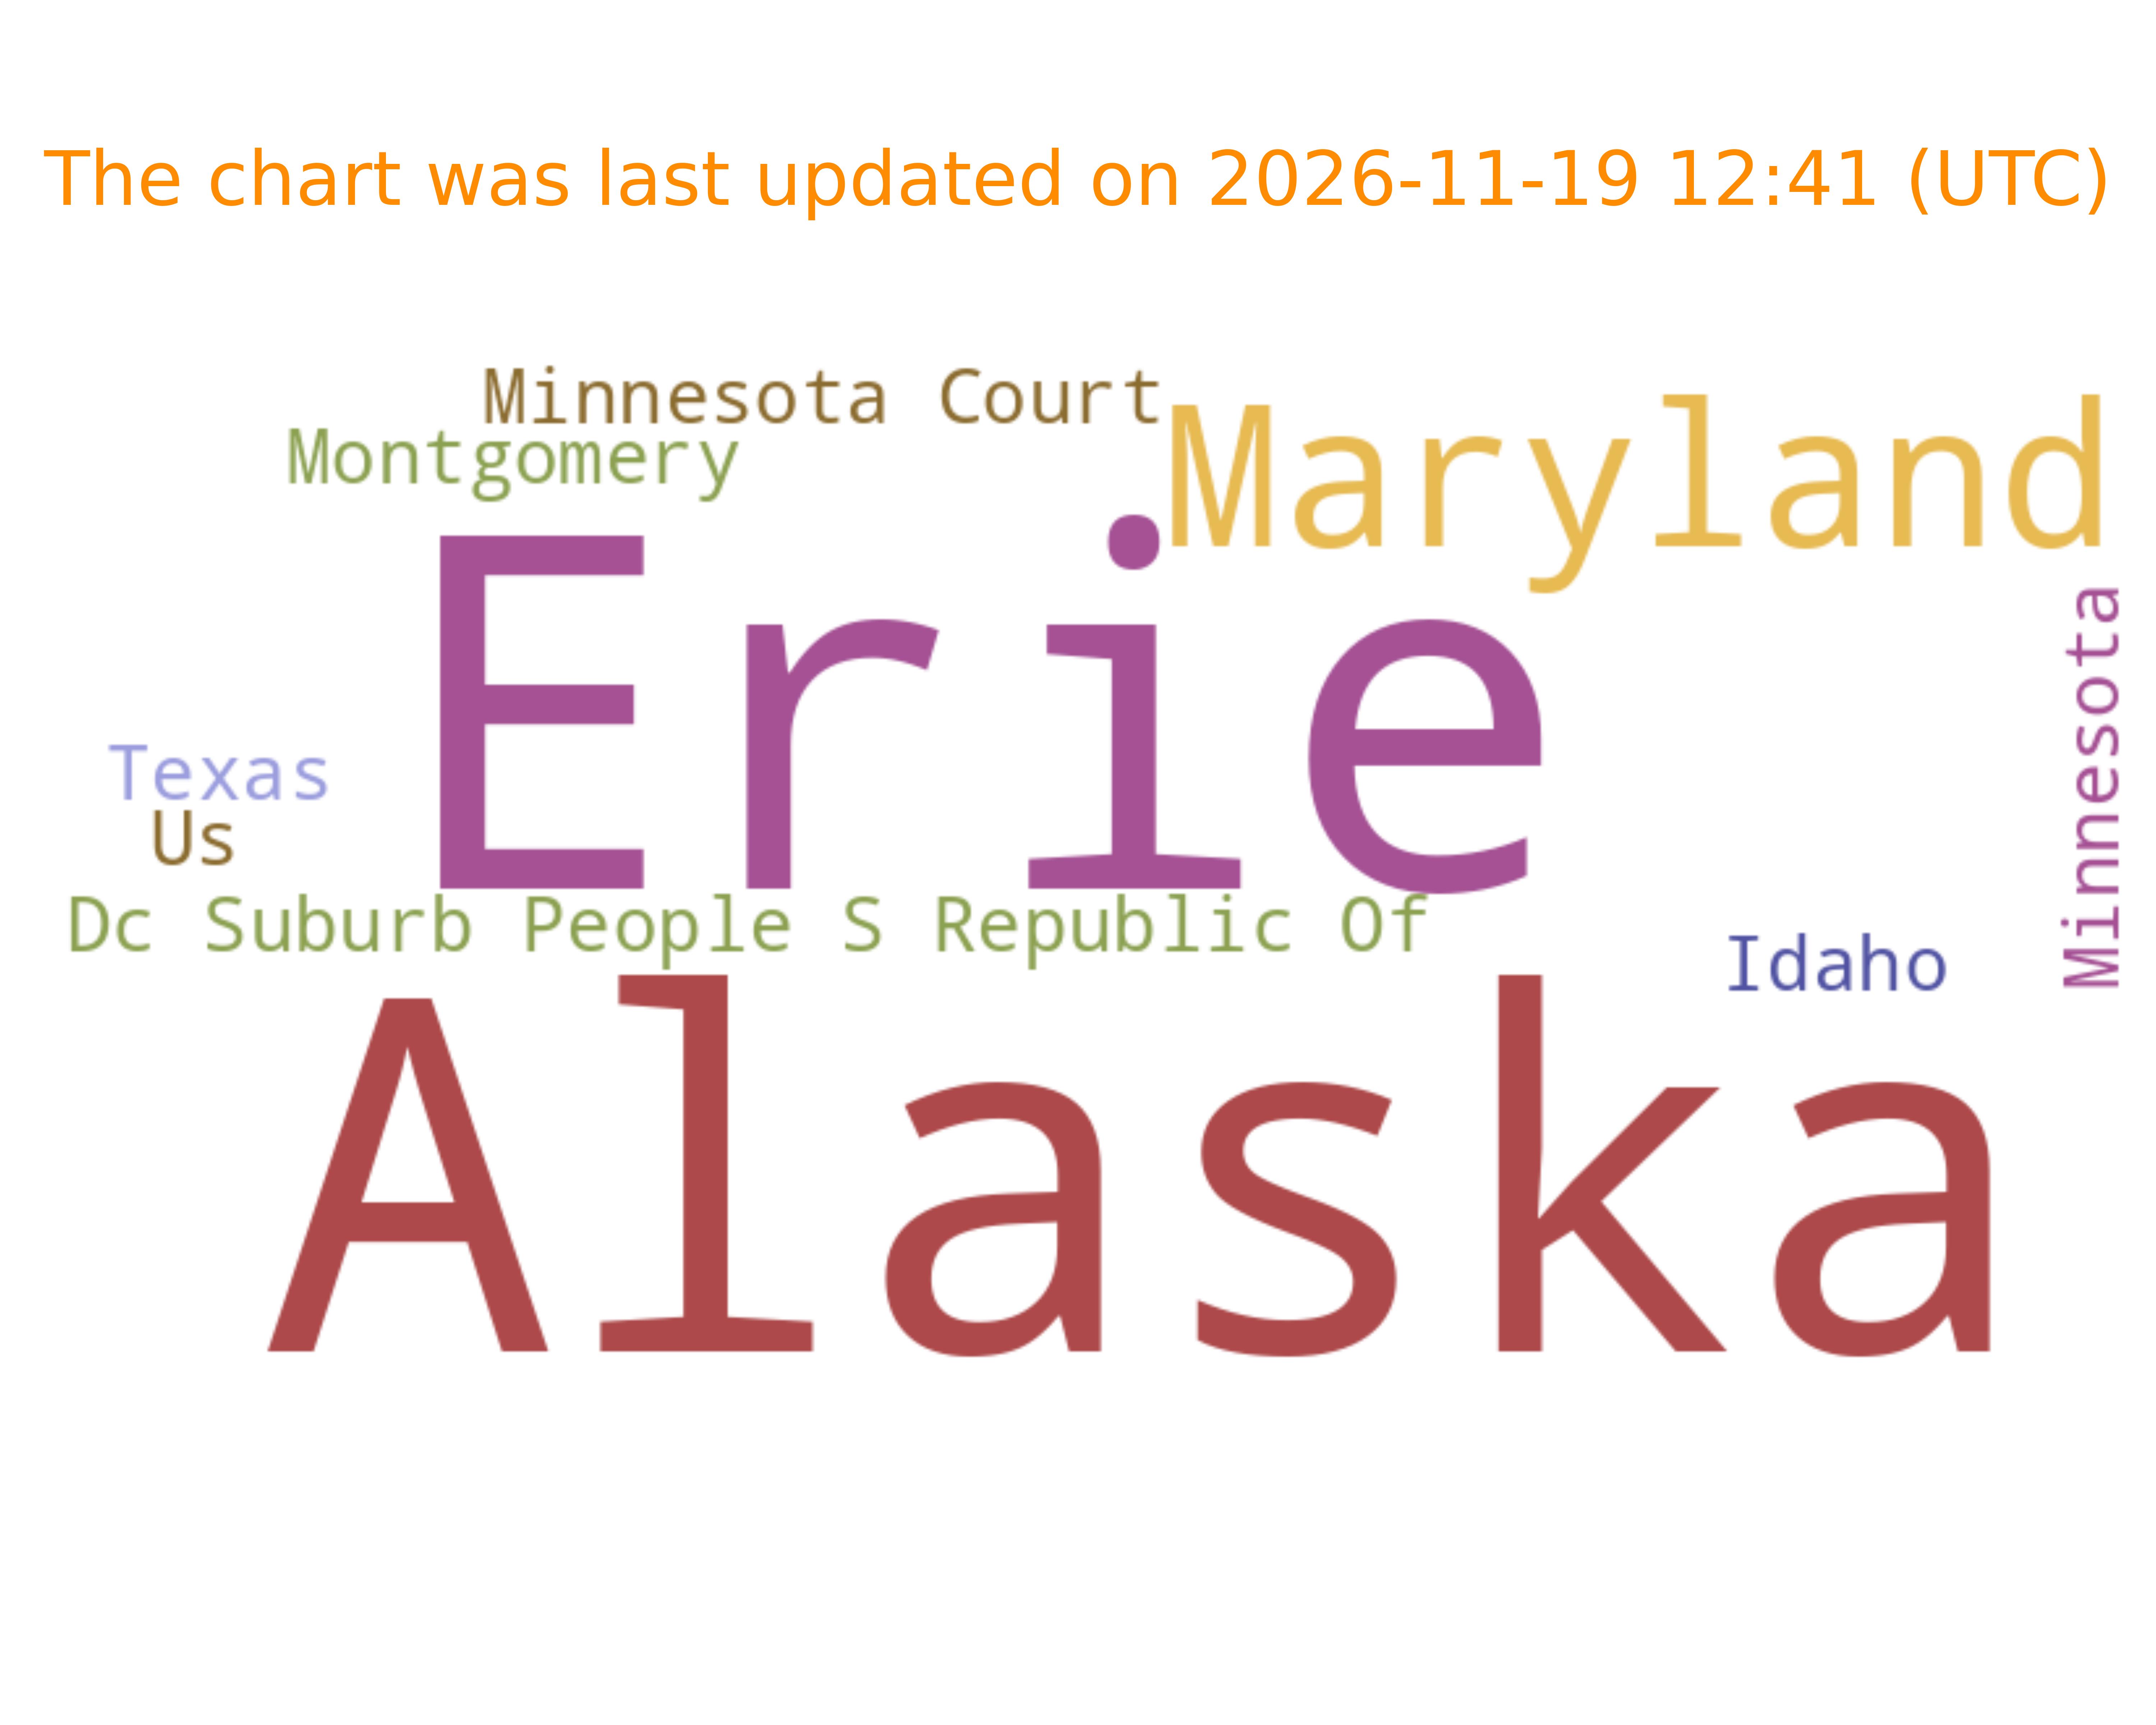 The chart was last updated on 2026-11-19 12:41 (UTC)
Minnesota Court
Maryland
Montgomery
Erie
Minnesota
Texas
Us
Dc Suburb People S Republic Of
Idaho
Alaska